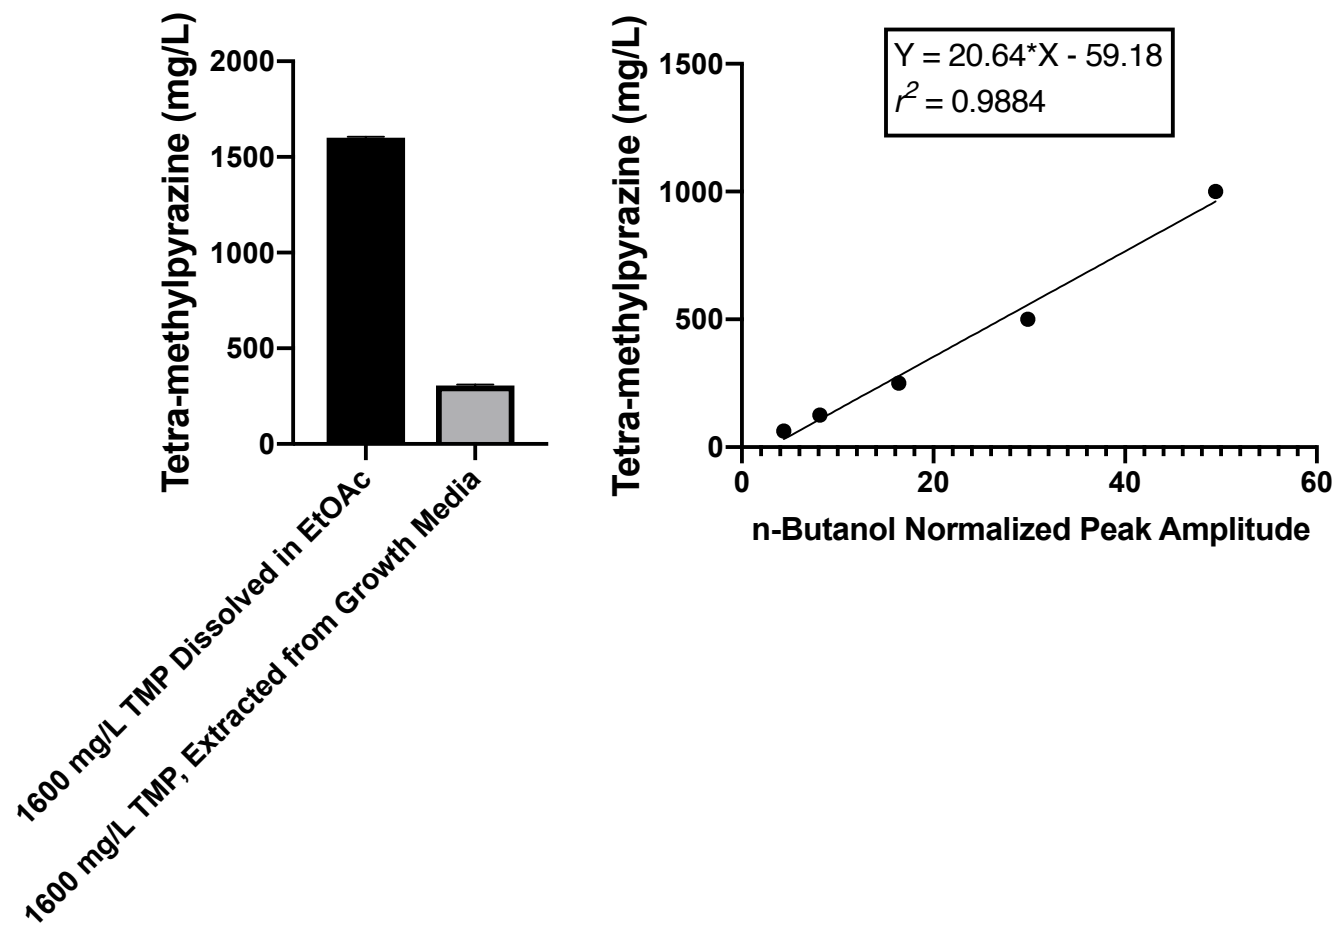 Tetra-methylpyrazine (mg/L)
2000
1500
1000
500
0
1600 mg/L TMP Dissolved in EtOAc
1600 mg/L TMP, Extracted from Growth Media
Tetra-methylpyrazine (mg/L)
1500
1000
500
0
Y = 20.64*X - 59.18
r² = 0.9884
0 20 40 60
n-Butanol Normalized Peak Amplitude